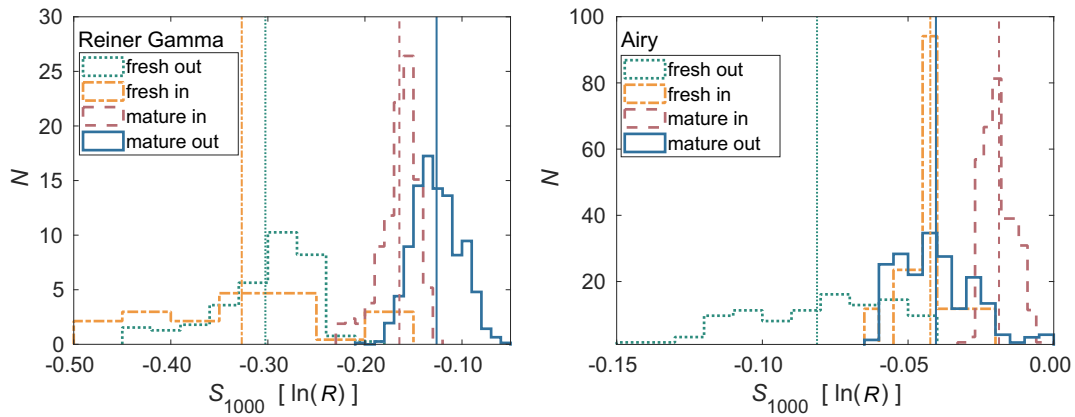 Reiner Gamma
fresh out
fresh in
mature in
mature out
N
30
25
20
15
10
5
0
-0.50
-0.40
-0.30
-0.20
-0.10
S1000 [ ln(R) ]
Airy
fresh out
fresh in
mature in
mature out
N
100
80
60
40
20
-0.15
-0.10
-0.05
0.00
S1000 [ ln(R) ]